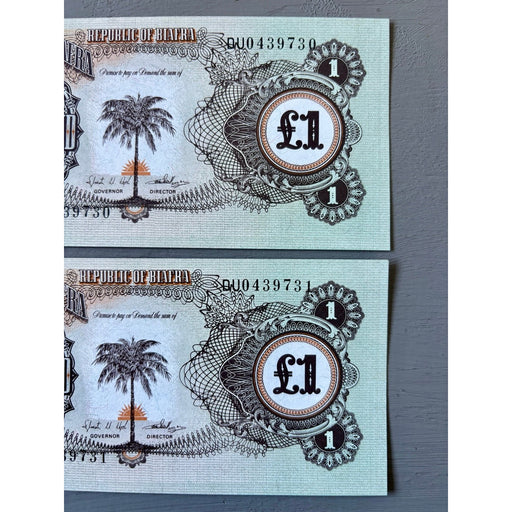 REPUBLIC OF BIAFRA
DU0439730
Promise to pay on Demand the sum of
1
£1
GOVERNOR
DIRECTOR
1
39730
REPUBLIC OF BIAFRA
DU0439731
Promise to pay on Demand the sum of
1
£1
GOVERNOR
DIRECTOR
1
39731